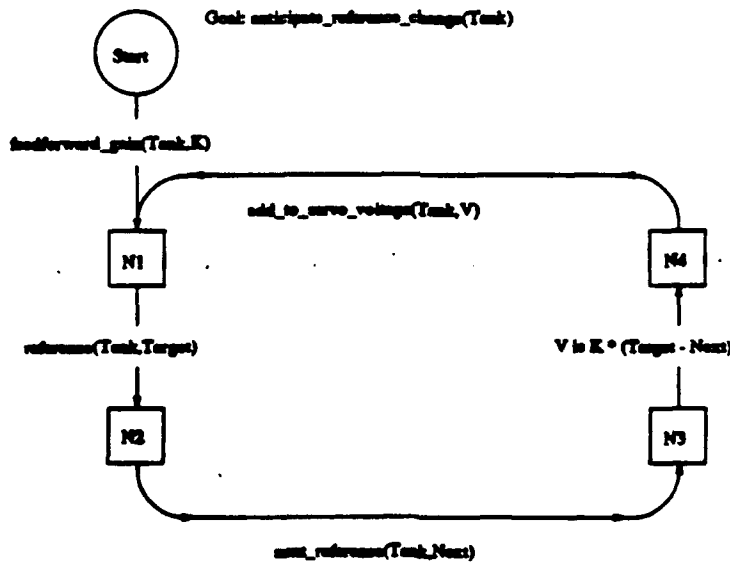 Goal: anticipate_reference_change(Tank)
Start
feedforward_gain(Tank,K)
add_to_servo_voltage(Tank,V)
N1
N4
reference(Tank,Target)
V is K * (Target - Next)
N2
N3
next_reference(Tank,Next)